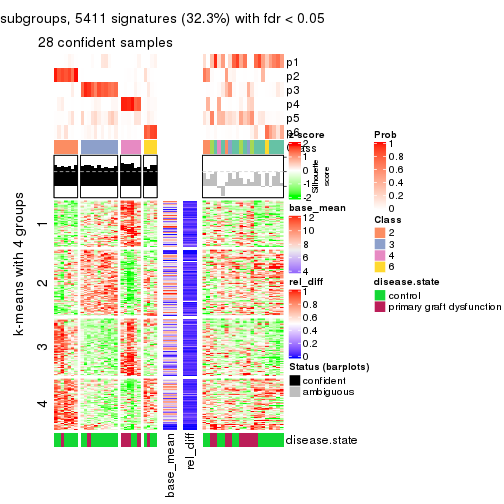 subgroups, 5411 signatures (32.3%) with fdr < 0.05
28 confident samples
p1
p2
p3
p4
p5
p6
Class
z-score
2
1
0
-1
-2
Silhouette
score
base_mean
12
10
8
6
4
rel_diff
1
0.8
0.6
0.4
0.2
0
Status (barplots)
confident
ambiguous
Prob
1
0.8
0.6
0.4
0.2
0
Class
2
3
4
6
disease.state
control
primary graft dysfunction
k-means with 4 groups
1
2
3
4
disease.state
base_mean
rel_diff